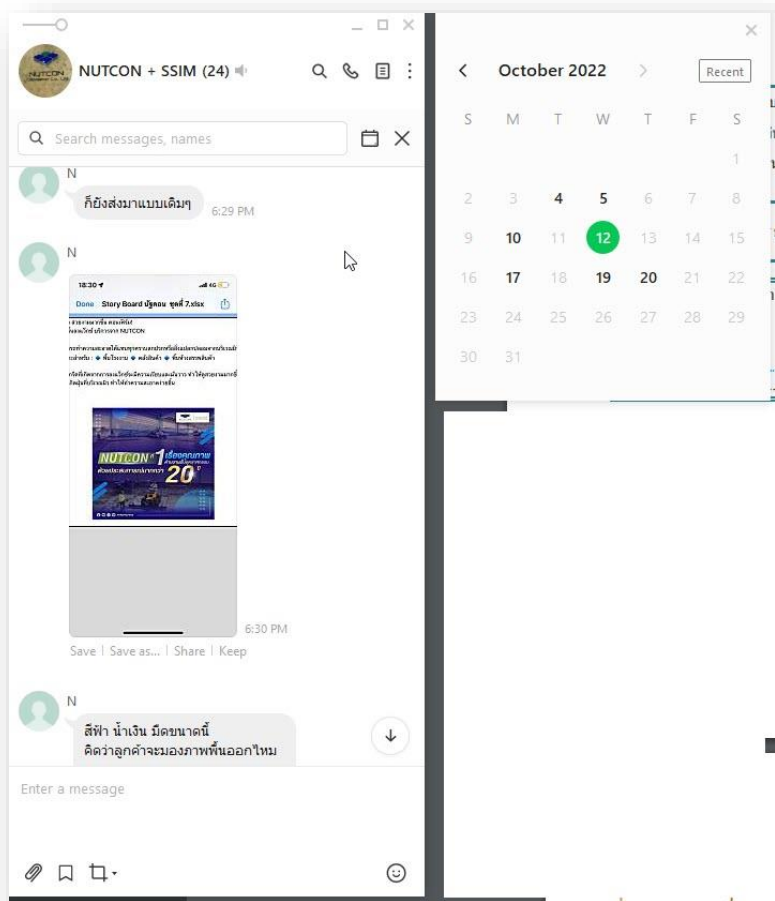 NUTCON + SSIM (24)
Search messages, names
N
ก็ยังส่งมาแบบเดิมๆ
6:29 PM
N
18:30
4G
Done
Story Board นัฐคอน ชุดที่ 7.xlsx
NUTCON
1
20
6:30 PM
Save | Save as... | Share | Keep
N
สีฟ้า น้ำเงิน มืดขนาดนี้
คิดว่าลูกค้าจะมองภาพพื้นออกไหม
Enter a message
October 2022
Recent
S M T W T F S
1
2 3 4 5 6 7 8
9 10 11 12 13 14 15
16 17 18 19 20 21 22
23 24 25 26 27 28 29
30 31